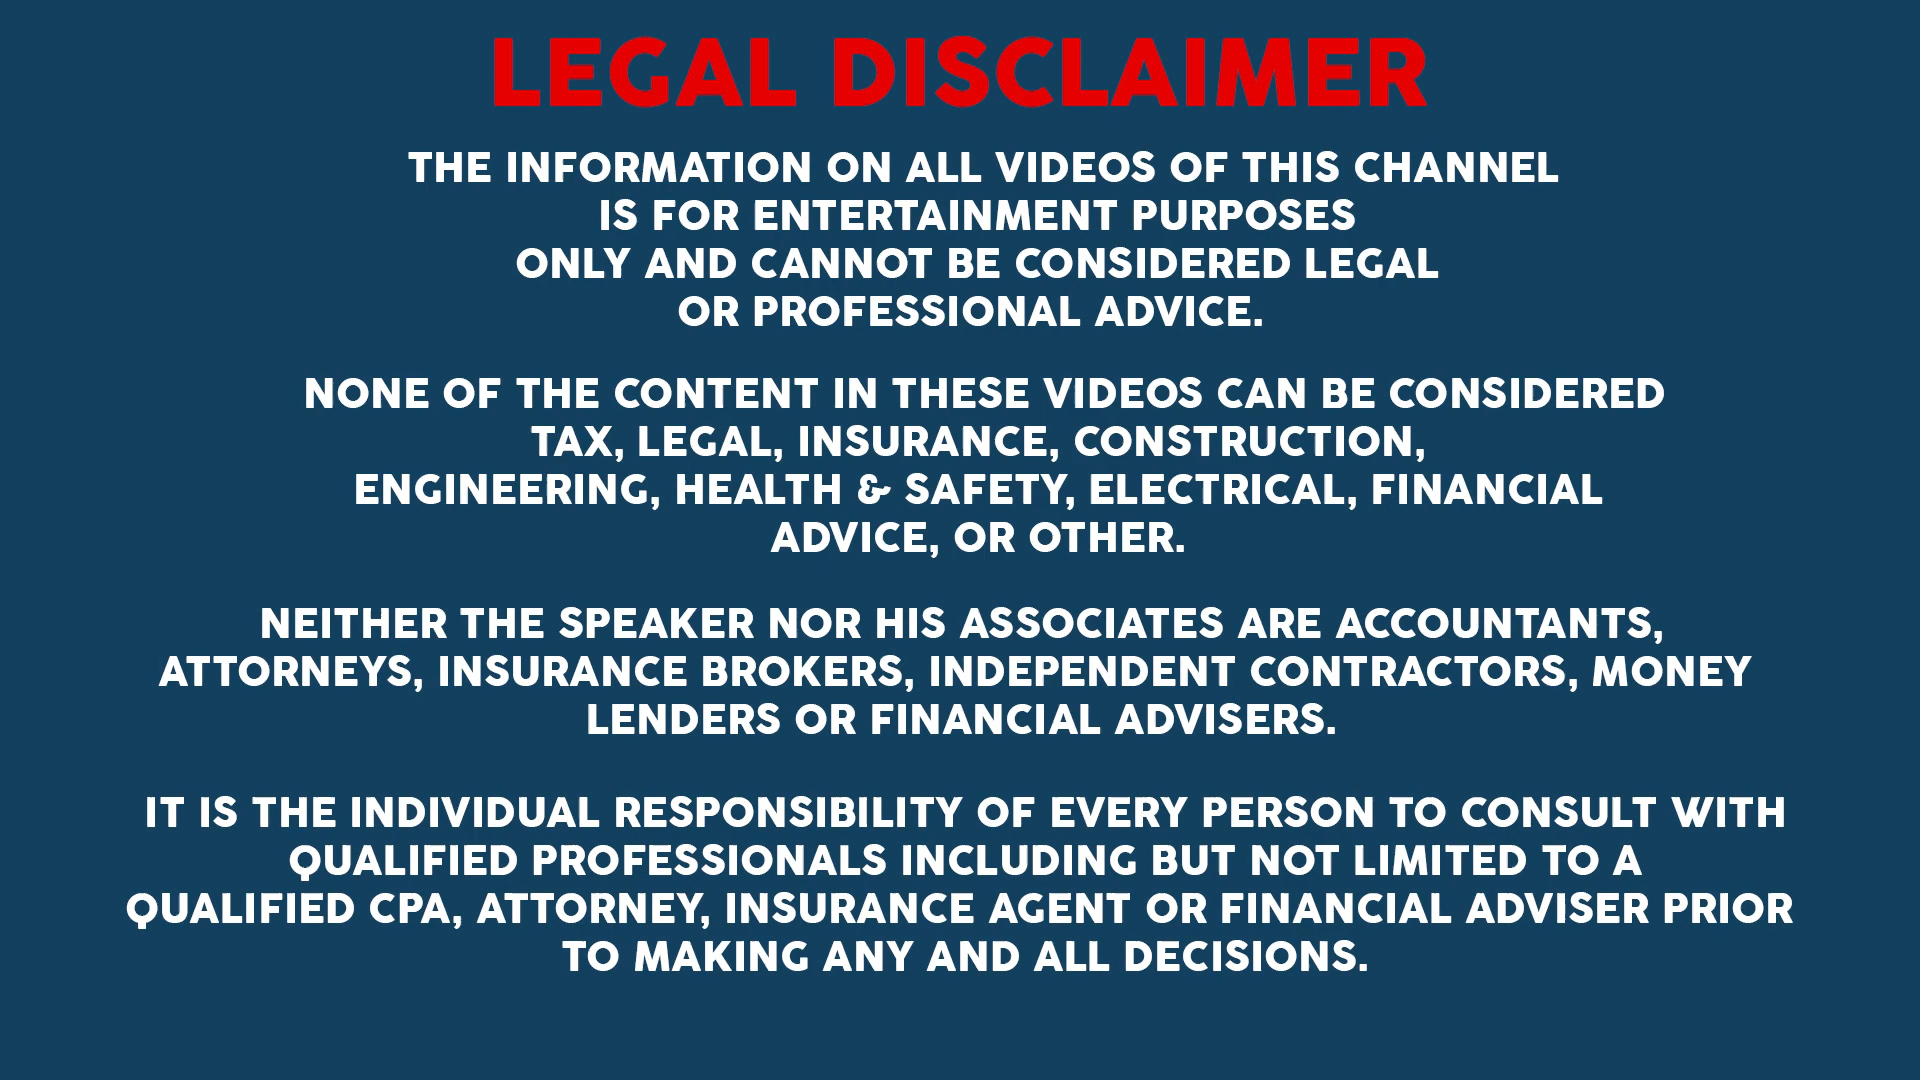 LEGAL DISCLAIMER
THE INFORMATION ON ALL VIDEOS OF THIS CHANNEL
IS FOR ENTERTAINMENT PURPOSES
ONLY AND CANNOT BE CONSIDERED LEGAL
OR PROFESSIONAL ADVICE.
NONE OF THE CONTENT IN THESE VIDEOS CAN BE CONSIDERED
TAX, LEGAL, INSURANCE, CONSTRUCTION,
ENGINEERING, HEALTH & SAFETY, ELECTRICAL, FINANCIAL
ADVICE, OR OTHER.
NEITHER THE SPEAKER NOR HIS ASSOCIATES ARE ACCOUNTANTS,
ATTORNEYS, INSURANCE BROKERS, INDEPENDENT CONTRACTORS, MONEY
LENDERS OR FINANCIAL ADVISERS.
IT IS THE INDIVIDUAL RESPONSIBILITY OF EVERY PERSON TO CONSULT WITH
QUALIFIED PROFESSIONALS INCLUDING BUT NOT LIMITED TO A
QUALIFIED CPA, ATTORNEY, INSURANCE AGENT OR FINANCIAL ADVISER PRIOR
TO MAKING ANY AND ALL DECISIONS.